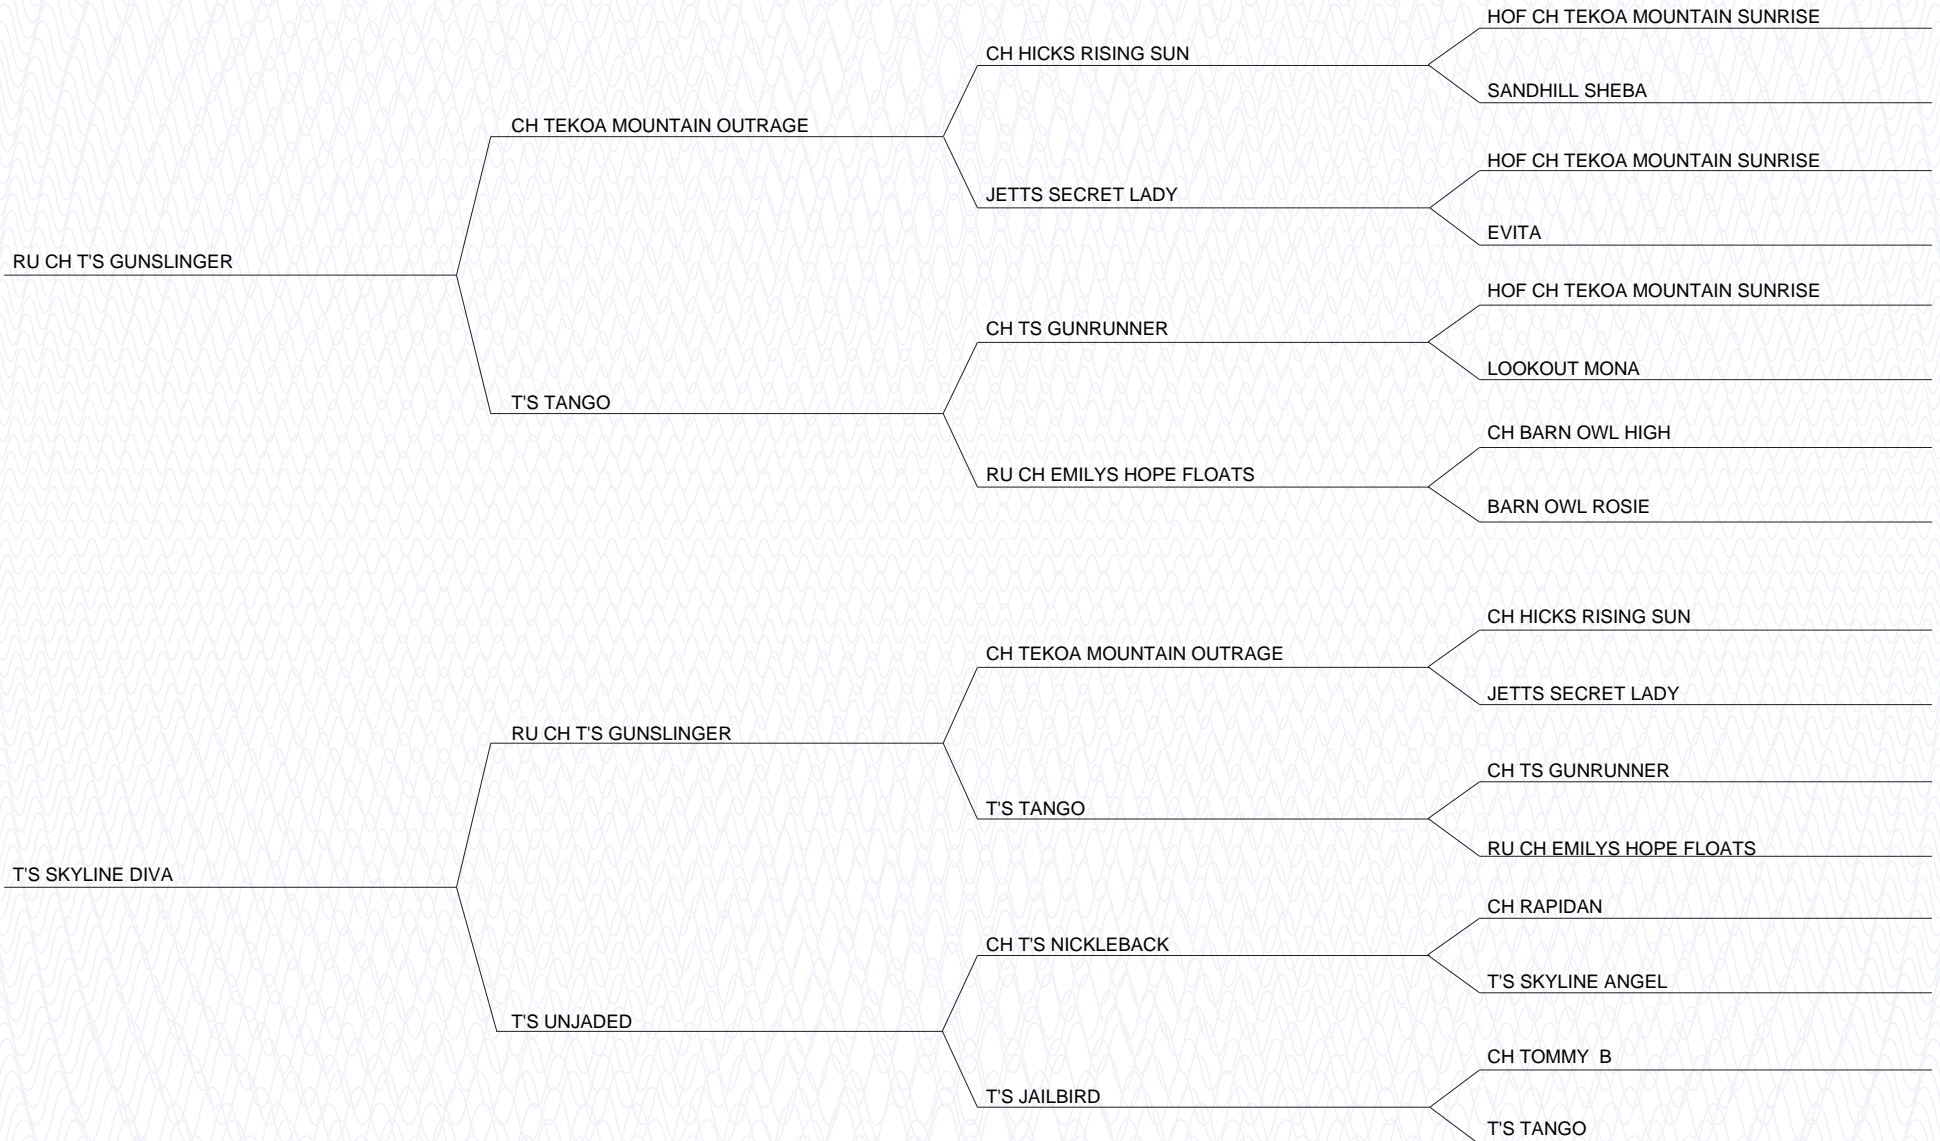 HOF CH TEKOA MOUNTAIN SUNRISE
CH HICKS RISING SUN
SANDHILL SHEBA
CH TEKOA MOUNTAIN OUTRAGE
HOF CH TEKOA MOUNTAIN SUNRISE
JETTS SECRET LADY
EVITA
RU CH T'S GUNSLINGER
HOF CH TEKOA MOUNTAIN SUNRISE
CH TS GUNRUNNER
LOOKOUT MONA
T'S TANGO
CH BARN OWL HIGH
RU CH EMILYS HOPE FLOATS
BARN OWL ROSIE
CH HICKS RISING SUN
CH TEKOA MOUNTAIN OUTRAGE
JETTS SECRET LADY
RU CH T'S GUNSLINGER
CH TS GUNRUNNER
T'S TANGO
RU CH EMILYS HOPE FLOATS
T'S SKYLINE DIVA
CH RAPIDAN
CH T'S NICKLEBACK
T'S SKYLINE ANGEL
T'S UNJADED
CH TOMMY  B
T'S JAILBIRD
T'S TANGO